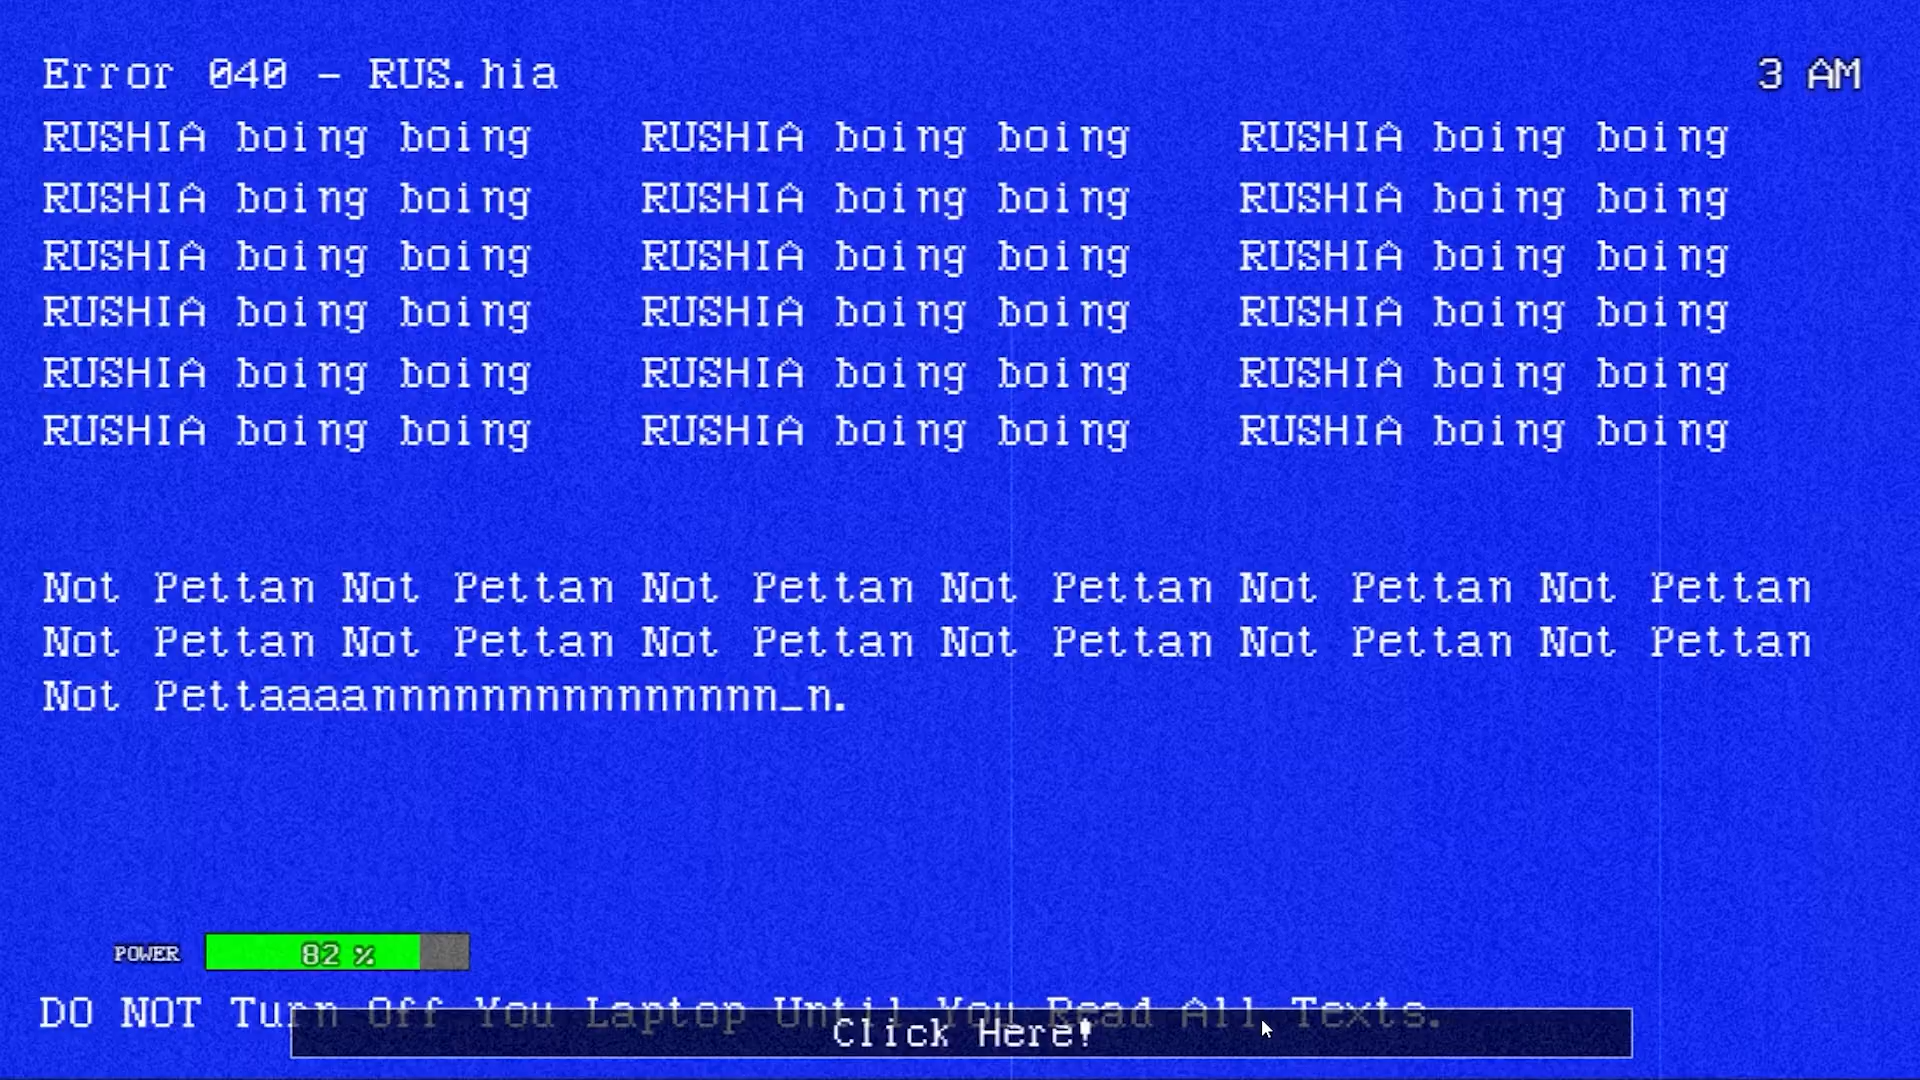 Error 040 - RUS.hia
3 AM
RUSHIA boing boing RUSHIA boing boing RUSHIA boing boing
RUSHIA boing boing RUSHIA boing boing RUSHIA boing boing
RUSHIA boing boing RUSHIA boing boing RUSHIA boing boing
RUSHIA boing boing RUSHIA boing boing RUSHIA boing boing
RUSHIA boing boing RUSHIA boing boing RUSHIA boing boing
RUSHIA boing boing RUSHIA boing boing RUSHIA boing boing
Not Pettan Not Pettan Not Pettan Not Pettan Not Pettan Not Pettan
Not Pettan Not Pettan Not Pettan Not Pettan Not Pettan Not Pettan
Not Pettaaaannnnnnnnnnnnnnn_n.
POWER 82 %
DO NOT Turn Off You Laptop Until You Read All Texts.
Click Here!